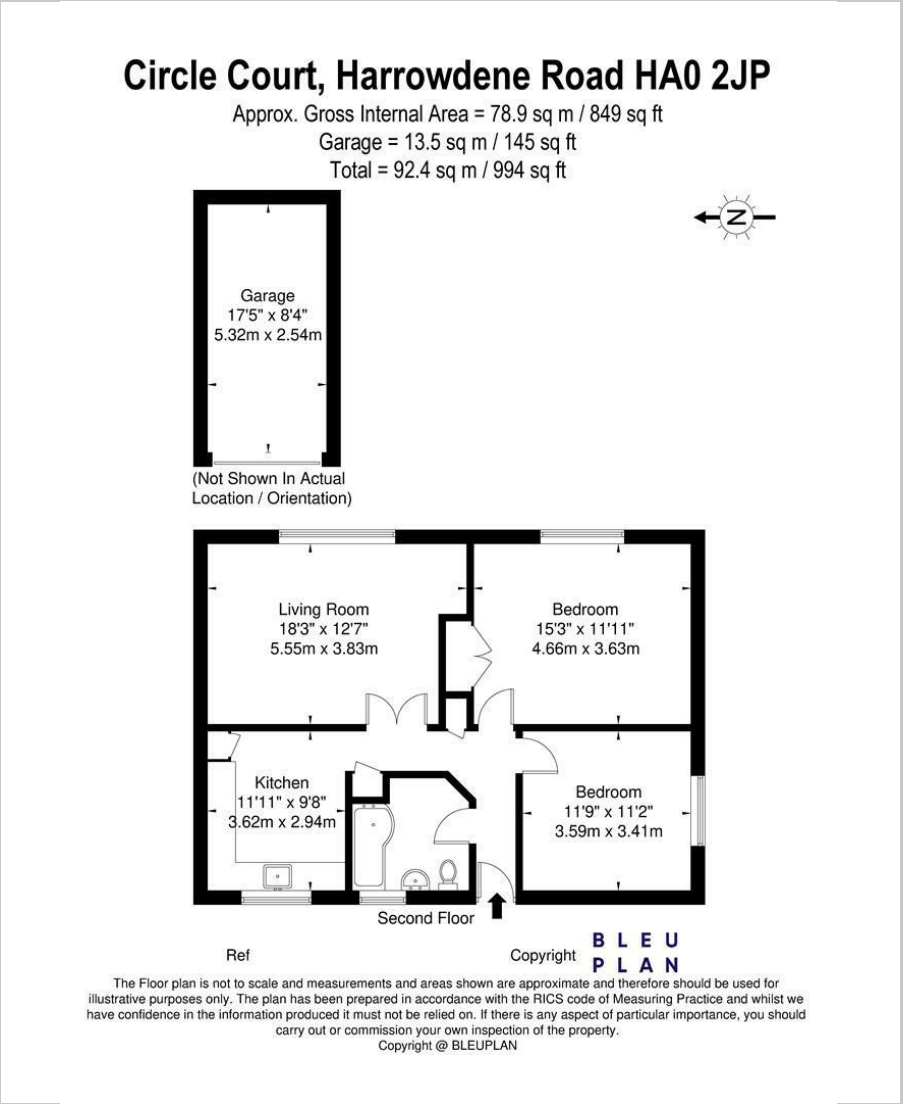 Circle Court, Harrowdene Road HA0 2JP
Approx. Gross Internal Area = 78.9 sq m / 849 sq ft
Garage = 13.5 sq m / 145 sq ft
Total = 92.4 sq m / 994 sq ft
N
Garage
17'5" x 8'4"
5.32m x 2.54m
(Not Shown In Actual
Location / Orientation)
Living Room
18'3" x 12'7"
5.55m x 3.83m
Bedroom
15'3" x 11'11"
4.66m x 3.63m
Kitchen
11'11" x 9'8"
3.62m x 2.94m
Bedroom
11'9" x 11'2"
3.59m x 3.41m
Second Floor
Ref
Copyright
BLEU
PLAN
The Floor plan is not to scale and measurements and areas shown are approximate and therefore should be used for
illustrative purposes only. The plan has been prepared in accordance with the RICS code of Measuring Practice and whilst we
have confidence in the information produced it must not be relied on. If there is any aspect of particular importance, you should
carry out or commission your own inspection of the property.
Copyright @ BLEUPLAN